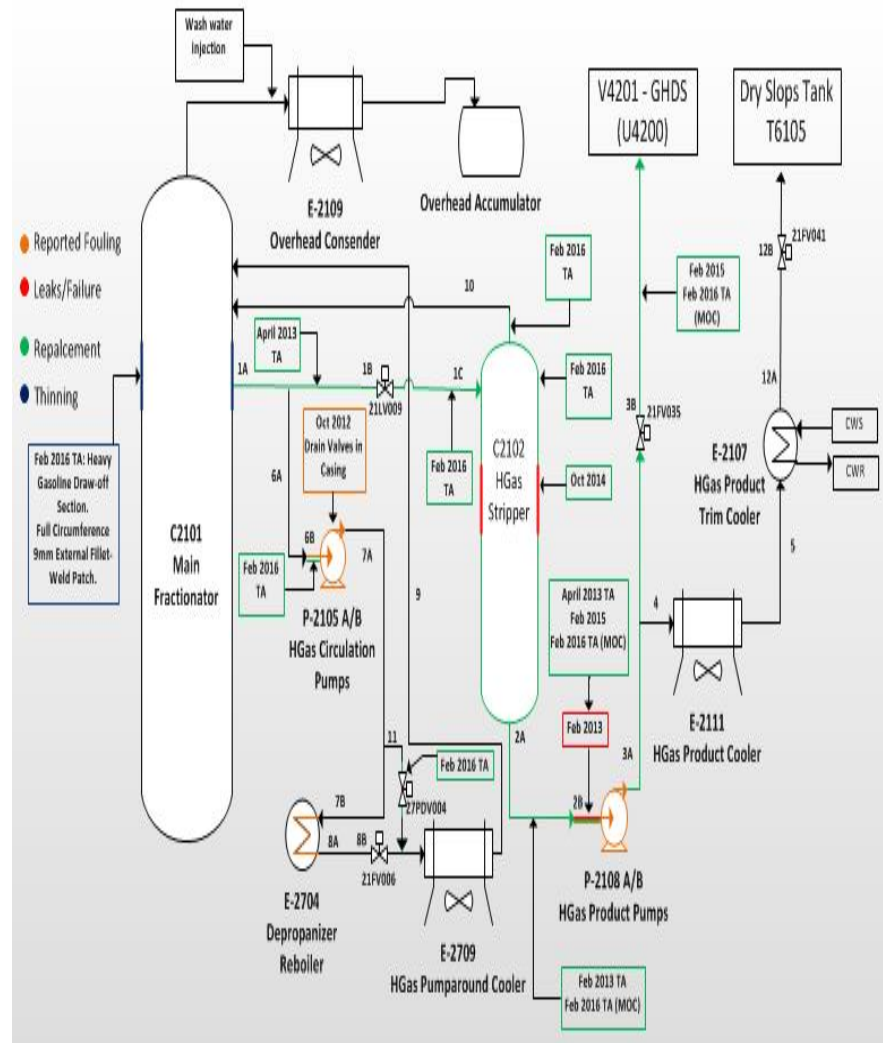 Wash water
injection
E-2109
Overhead Consender
Overhead Accumulator
V4201 - GHDS
(U4200)
Dry Slops Tank
T6105
12B
21FV041
Reported Fouling
Leaks/Failure
Repalcement
Thinning
10
Feb 2016
TA
Feb 2015
Feb 2016 TA
(MOC)
April 2013
TA
1A
1B
21LV009
1C
Feb 2016
TA
12A
3B
21FV035
CWS
CWR
E-2107
HGas Product
Trim Cooler
Oct 2012
Drain Valves in
Casing
Feb 2016
TA
C2102
HGas
Stripper
Oct 2014
Feb 2016 TA: Heavy
Gasoline Draw-off
Section.
Full Circumference
9mm External Fillet-
Weld Patch.
C2101
Main
Fractionator
6A
6B
7A
Feb 2016
TA
9
5
P-2105 A/B
HGas Circulation
Pumps
April 2013 TA
Feb 2015
Feb 2016 TA (MOC)
4
E-2111
HGas Product Cooler
Feb 2013
2A
3A
11
Feb 2016 TA
27PDV004
7B
8A
8B
21FV006
2B
E-2704
Depropanizer
Reboiler
P-2108 A/B
HGas Product Pumps
E-2709
HGas Pumparound Cooler
Feb 2013 TA
Feb 2016 TA (MOC)